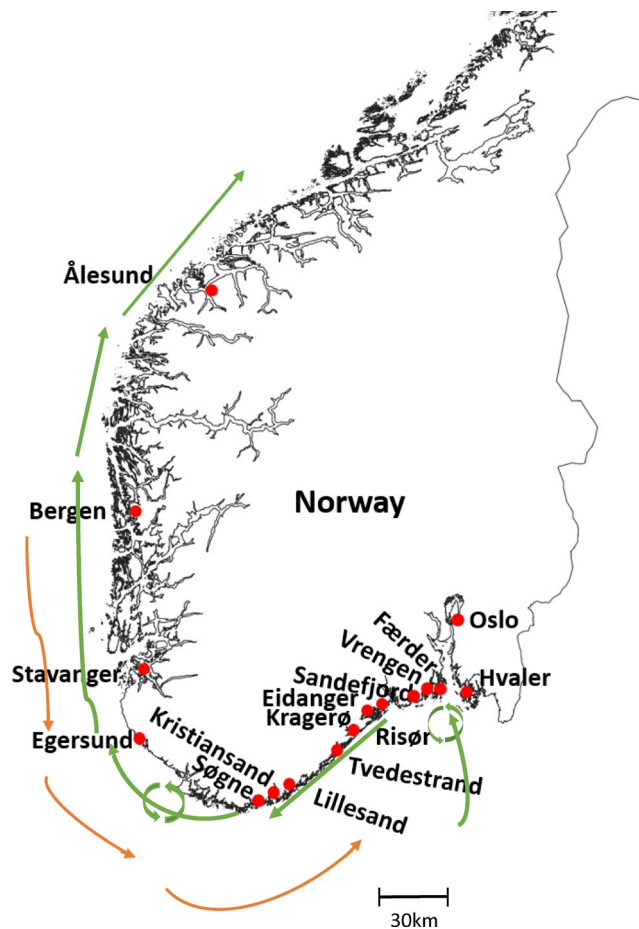 Ålesund
Norway
Bergen
Oslo
Færder
Vrengen
Hvaler
Stavanger
Sandefjord
Eidanger
Kragerø
Risør
Egersund
Kristiansand
Søgne
Tvedestrand
Lillesand
30km